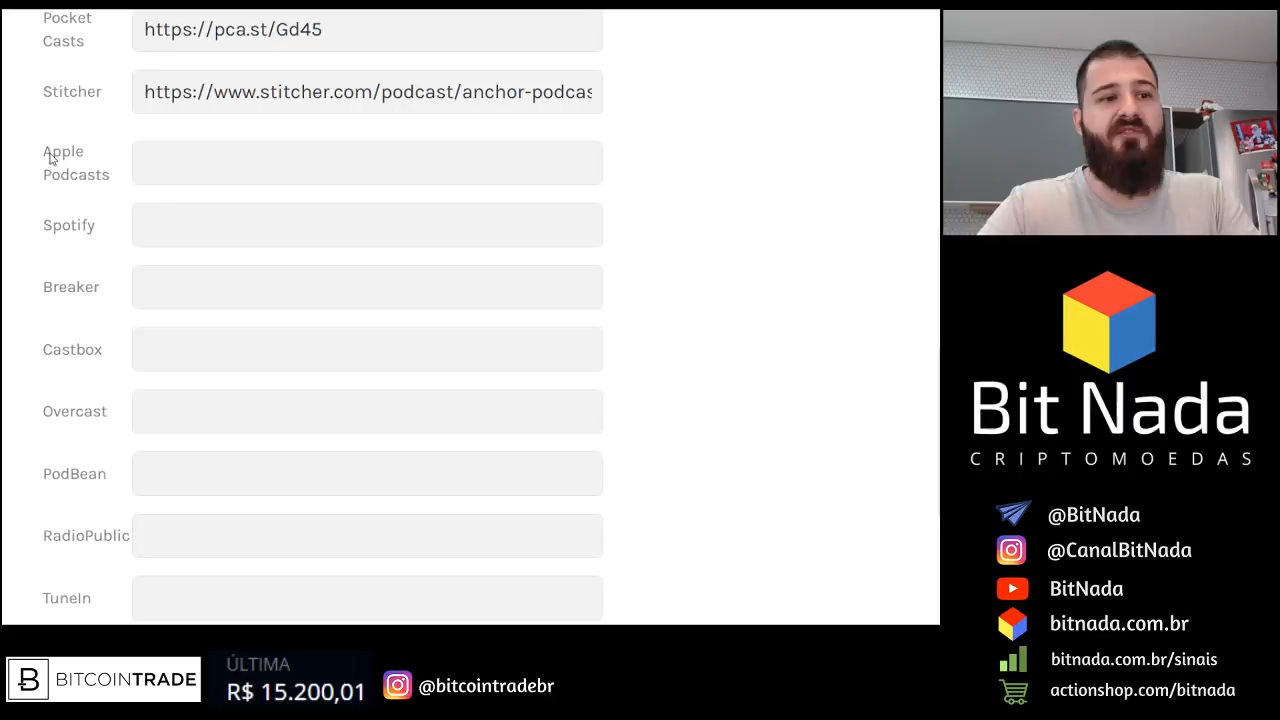 Pocket
Casts
https://pca.st/Gd45
Stitcher
https://www.stitcher.com/podcast/anchor-podcas
Apple
Podcasts
Spotify
Breaker
Castbox
Overcast
PodBean
RadioPublic
TuneIn
Bit Nada
CRIPTOMOEDAS
@BitNada
@CanalBitNada
BitNada
bitnada.com.br
bitnada.com.br/sinais
actionshop.com/bitnada
BITCOINTRADE
ÚLTIMA
R$ 15.200,01
@bitcointradebr